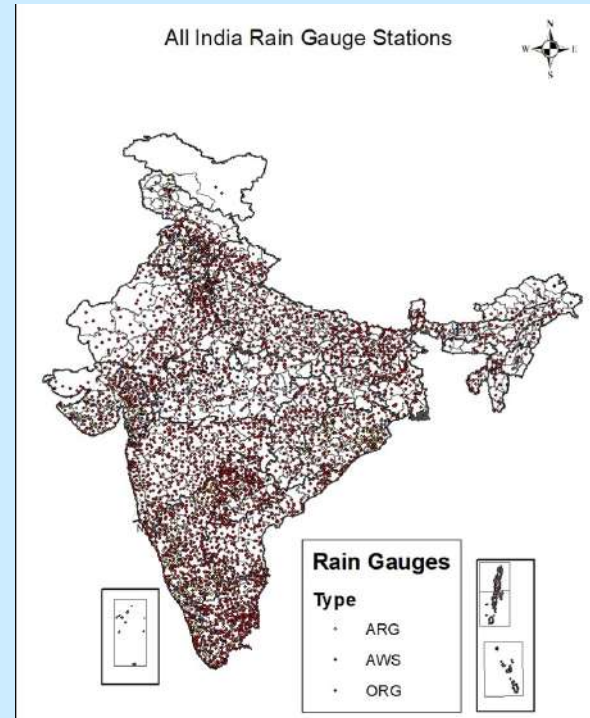 All India Rain Gauge Stations
N
W E
S
Rain Gauges
Type
ARG
AWS
ORG